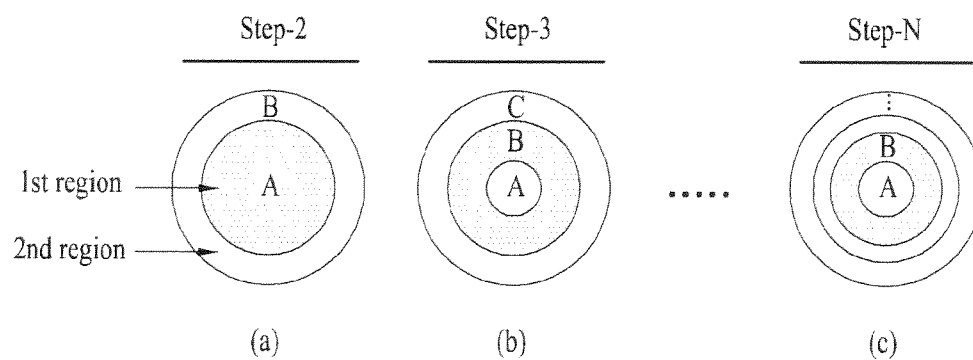 Step-2
Step-3
Step-N
B
C
⋮
B
B
1st region
A
A
.....
A
2nd region
(a)
(b)
(c)